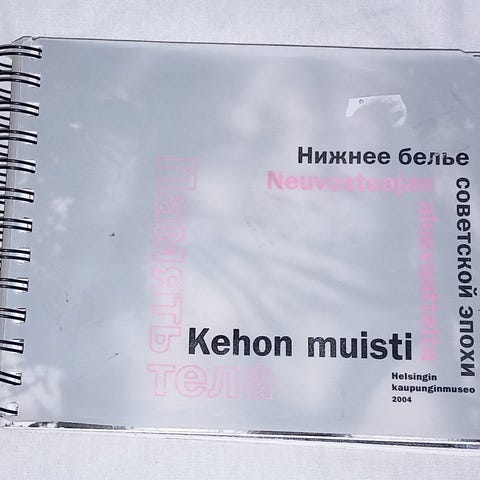 Нижнее белье
советской эпохи
Neuvostoajan
alusvaatteita
Память
тела
Kehon muisti
Helsingin
kaupunginmuseo
2004